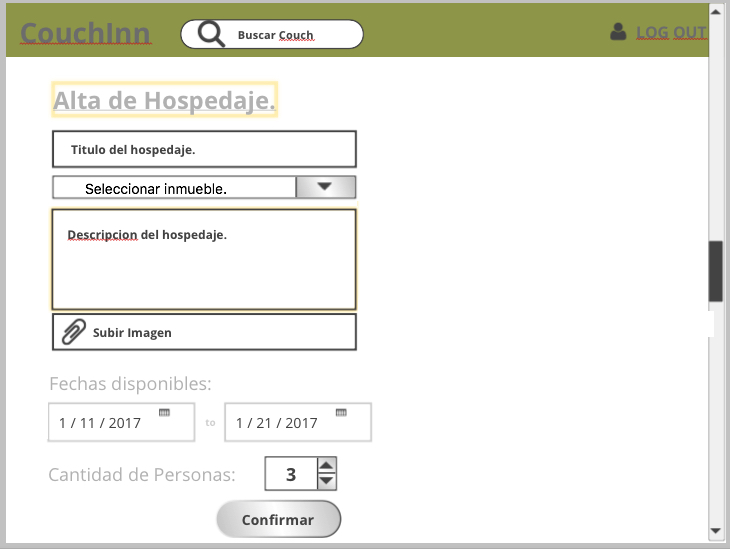 CouchInn
Buscar Couch
LOG OUT
Alta de Hospedaje.
Titulo del hospedaje.
Seleccionar inmueble.
Descripcion del hospedaje.
Subir Imagen
Fechas disponibles:
1 / 11 / 2017 to 1 / 21 / 2017
Cantidad de Personas: 3
Confirmar